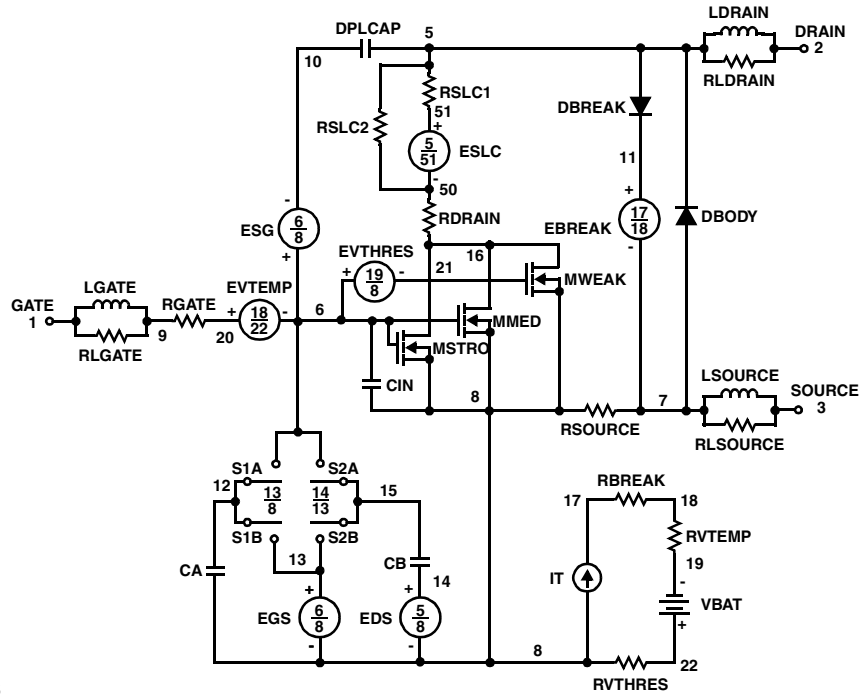 LDRAIN
DPLCAP 5 DRAIN
10 2
RLDRAIN
RSLC1
51
DBREAK
RSLC2
+
5
51
ESLC
11
-
50
-
+
6
8
ESG
RDRAIN
EBREAK
17
18
DBODY
+
EVTHRES
16
-
+
19
8
-
21
MWEAK
LGATE
EVTEMP
GATE
1
RGATE
+
18
22
-
6
MMED
9
20
RLGATE
MSTRO
CIN
LSOURCE
8
7
SOURCE
3
RSOURCE
RLSOURCE
S1A
S2A
12
13
8
14
13
15
RBREAK
17
18
S1B
S2B
RVTEMP
13
CB
CA
14
IT
19
-
+
+
VBAT
EGS
6
8
EDS
5
8
+
-
-
8
22
RVTHRES